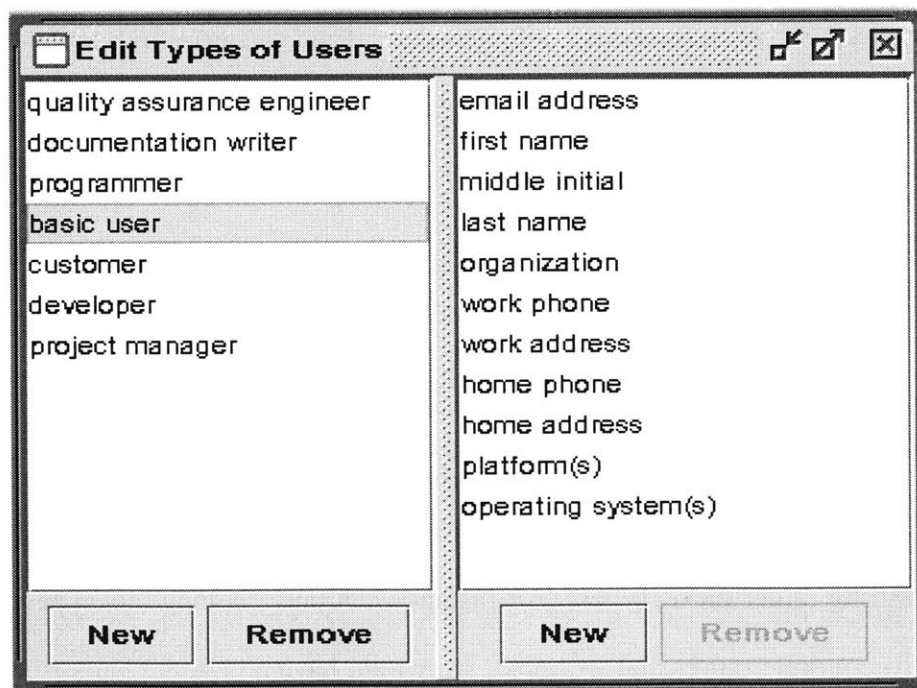 Edit Types of Users
quality assurance engineer
documentation writer
programmer
basic user
customer
developer
project manager
New
Remove
email address
first name
middle initial
last name
organization
work phone
work address
home phone
home address
platform(s)
operating system(s)
New
Remove